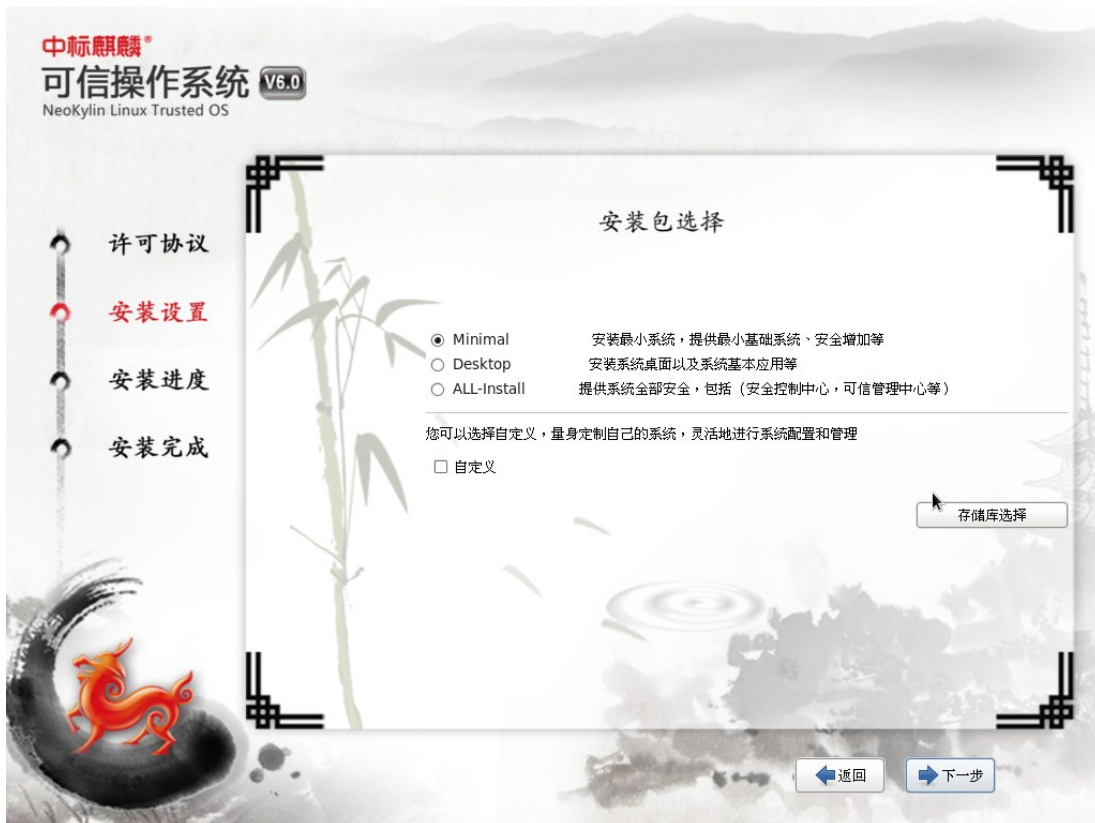 中标麒麟®
可信操作系统 V6.0
NeoKylin Linux Trusted OS
许可协议
安装设置
安装进度
安装完成
安装包选择
Minimal 安装最小系统，提供最小基础系统、安全增加等
Desktop 安装系统桌面以及系统基本应用等
ALL-Install 提供系统全部安全，包括（安全控制中心，可信管理中心等）
您可以选择自定义，量身定制自己的系统，灵活地进行系统配置和管理
自定义
存储库选择
返回
下一步